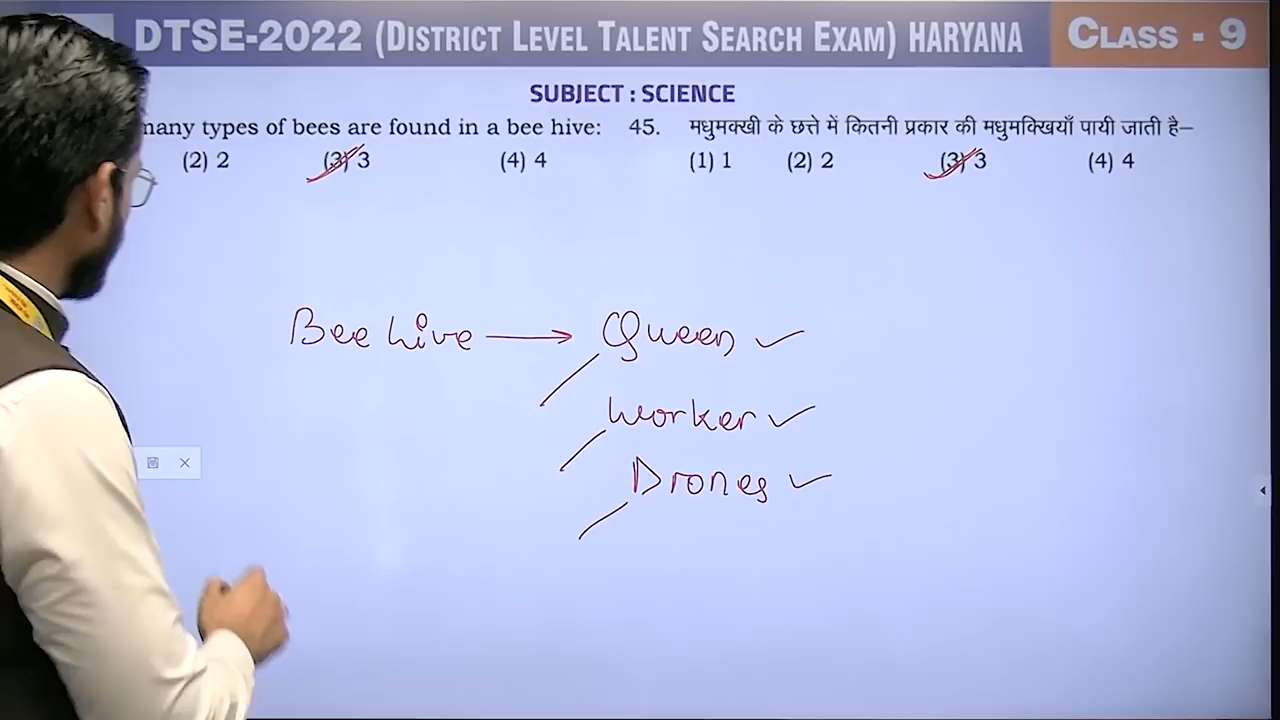 DTSE-2022 (DISTRICT LEVEL TALENT SEARCH EXAM) HARYANA CLASS - 9
SUBJECT : SCIENCE
many types of bees are found in a bee hive:
(2) 2 (3) 3 (4) 4
45. मधुमक्खी के छत्ते में कितनी प्रकार की मधुमक्खियाँ पायी जाती है–
(1) 1 (2) 2 (3) 3 (4) 4
Bee hive → Queen ✓
Worker ✓
Drones ✓